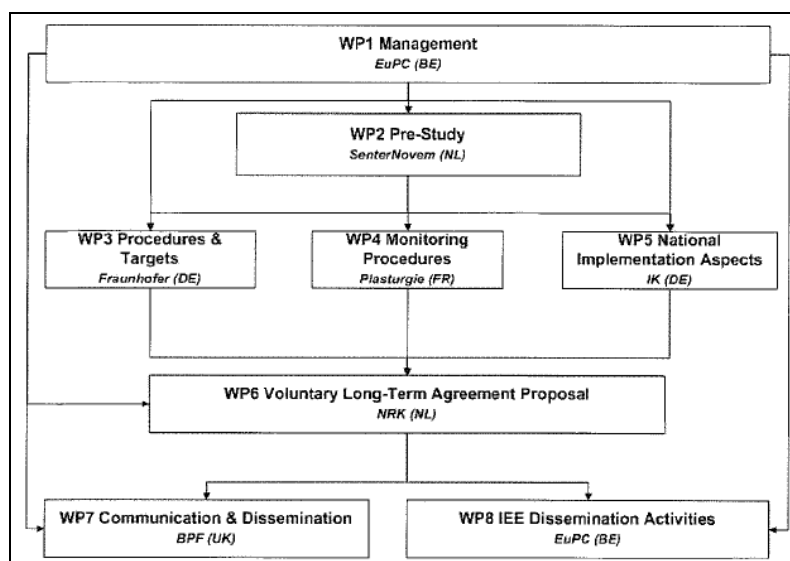 WP1 Management
EuPC (BE)
WP2 Pre-Study
SenterNovem (NL)
WP3 Procedures &
Targets
Fraunhofer (DE)
WP4 Monitoring
Procedures
Plasturgie (FR)
WP5 National
Implementation Aspects
IK (DE)
WP6 Voluntary Long-Term Agreement Proposal
NRK (NL)
WP7 Communication & Dissemination
BPF (UK)
WP8 IEE Dissemination Activities
EuPC (BE)